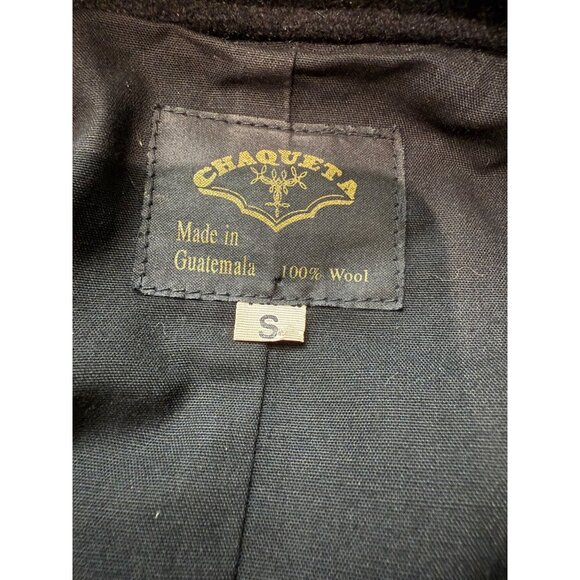 CHAQUETA
Made in
Guatemala 100% Wool
S